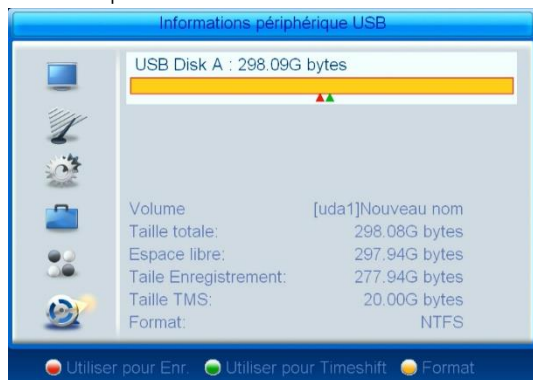 Informations périphérique USB
USB Disk A : 298.09G bytes
Volume [uda1]Nouveau nom
Taille totale: 298.08G bytes
Espace libre: 297.94G bytes
Taile Enregistrement: 277.94G bytes
Taille TMS: 20.00G bytes
Format: NTFS
Utiliser pour Enr. Utiliser pour Timeshift Format